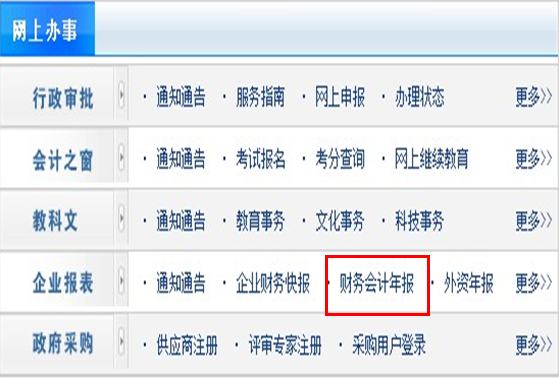 网上办事
行政审批 · 通知通告 · 服务指南 · 网上申报 · 办理状态 更多>>
会计之窗 · 通知通告 · 考试报名 · 考分查询 · 网上继续教育 更多>>
教科文 · 通知通告 · 教育事务 · 文化事务 · 科技事务 更多>>
企业报表 · 通知通告 · 企业财务快报 · 财务会计年报 · 外资年报 更多>>
政府采购 · 供应商注册 · 评审专家注册 · 采购用户登录 更多>>